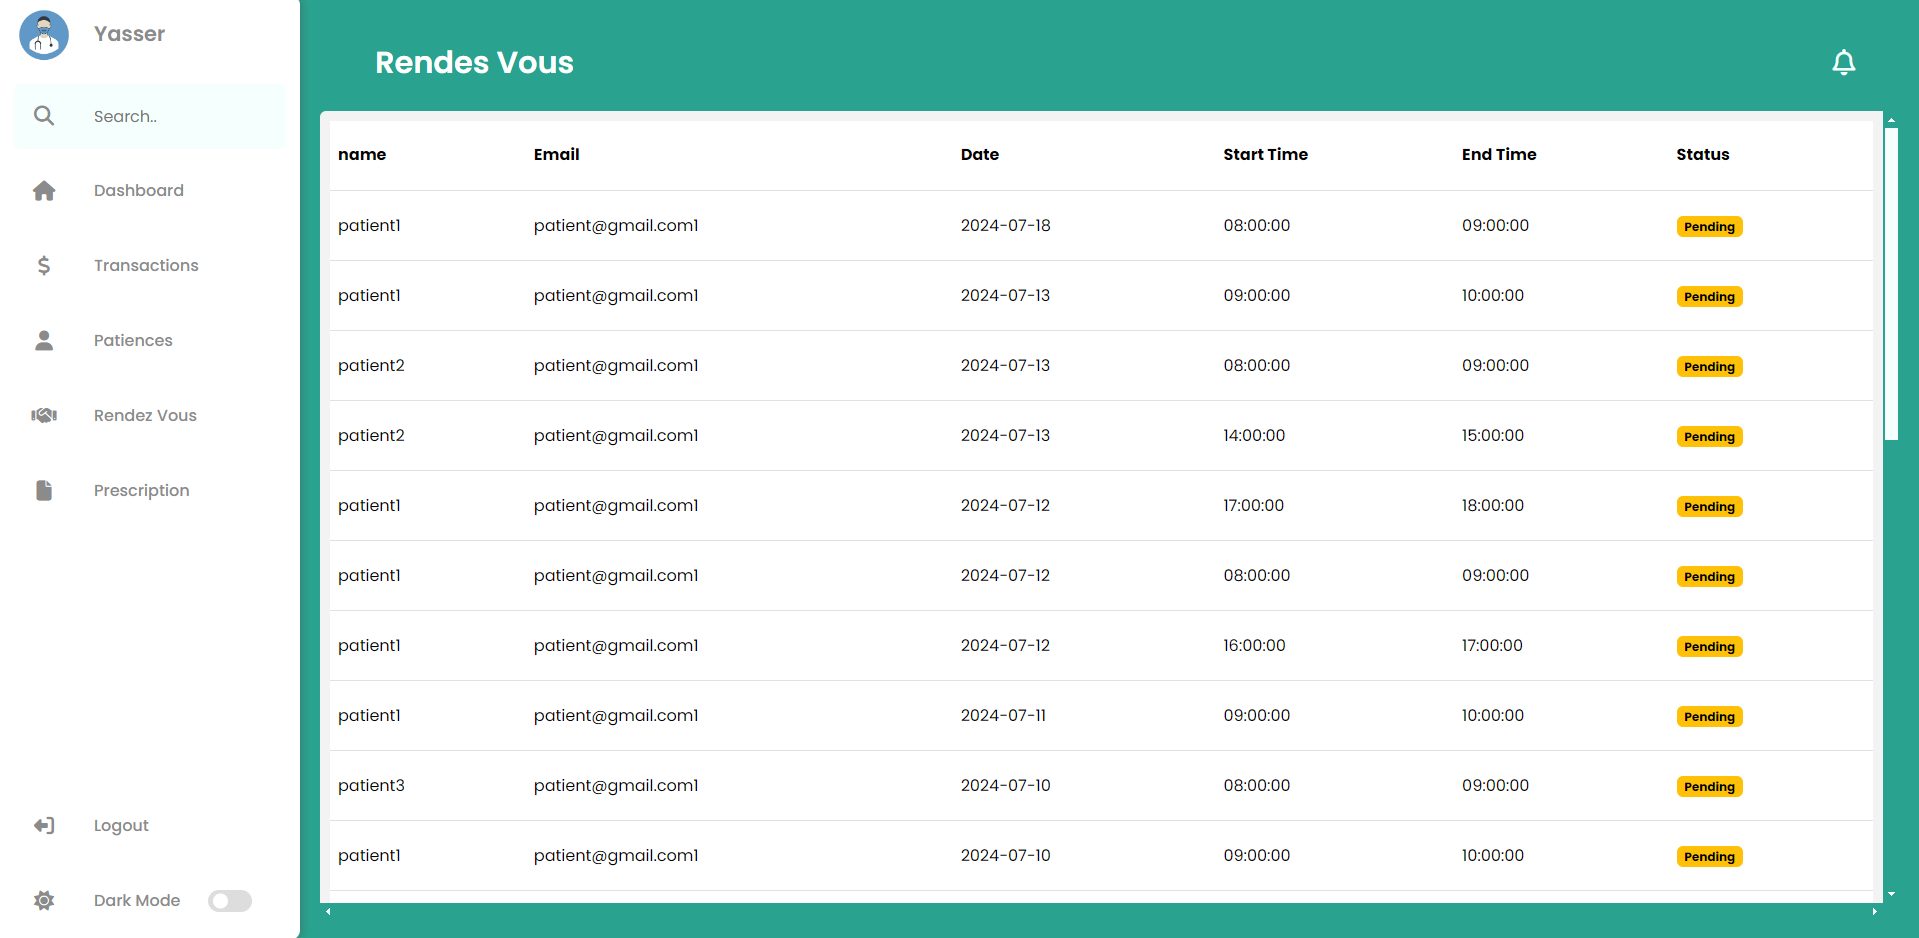 Yasser
Search..
Dashboard
Transactions
Patiences
Rendez Vous
Prescription
Logout
Dark Mode
Rendes Vous
name Email Date Start Time End Time Status
patient1 patient@gmail.com1 2024-07-18 08:00:00 09:00:00 Pending
patient1 patient@gmail.com1 2024-07-13 09:00:00 10:00:00 Pending
patient2 patient@gmail.com1 2024-07-13 08:00:00 09:00:00 Pending
patient2 patient@gmail.com1 2024-07-13 14:00:00 15:00:00 Pending
patient1 patient@gmail.com1 2024-07-12 17:00:00 18:00:00 Pending
patient1 patient@gmail.com1 2024-07-12 08:00:00 09:00:00 Pending
patient1 patient@gmail.com1 2024-07-12 16:00:00 17:00:00 Pending
patient1 patient@gmail.com1 2024-07-11 09:00:00 10:00:00 Pending
patient3 patient@gmail.com1 2024-07-10 08:00:00 09:00:00 Pending
patient1 patient@gmail.com1 2024-07-10 09:00:00 10:00:00 Pending